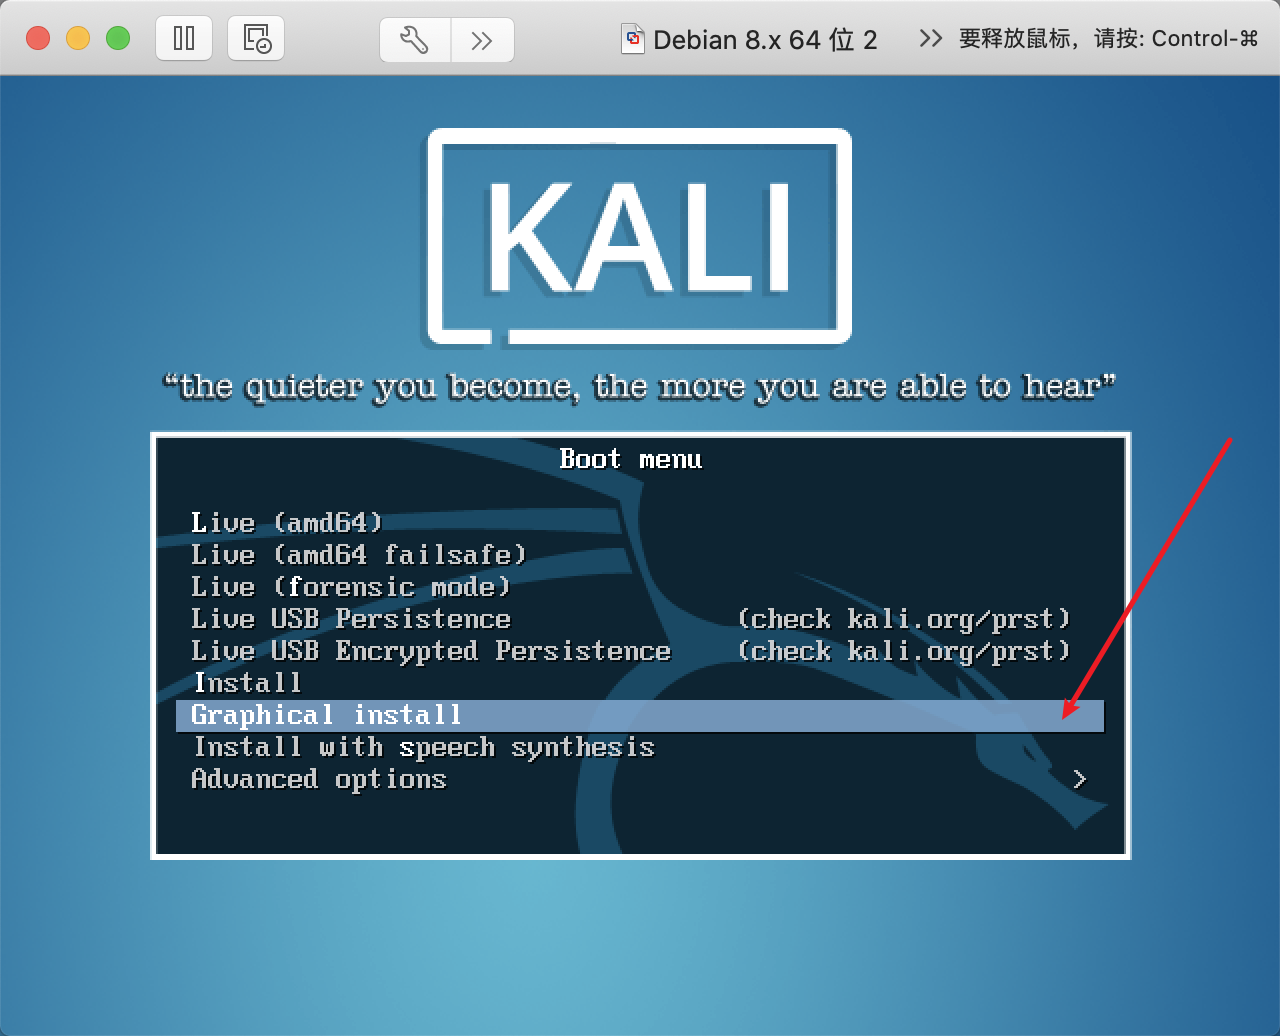 Debian 8.x 64 位 2
要释放鼠标，请按: Control-⌘
KALI
“the quieter you become, the more you are able to hear”
Boot menu
Live (amd64)
Live (amd64 failsafe)
Live (forensic mode)
Live USB Persistence (check kali.org/prst)
Live USB Encrypted Persistence (check kali.org/prst)
Install
Graphical install
Install with speech synthesis
Advanced options >